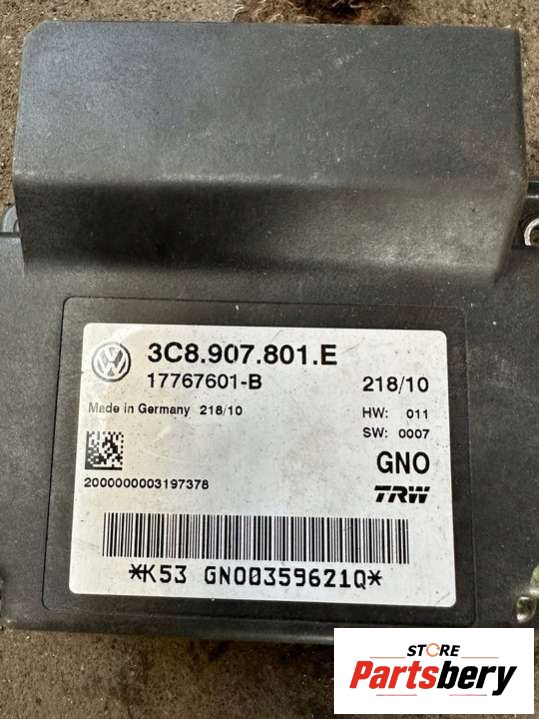 3C8.907.801.E
17767601-B 218/10
Made in Germany 218/10 HW: 011
SW: 0007
GNO
2000000003197378 TRW
*K53 GNO0359621Q*
STORE
Partsbery